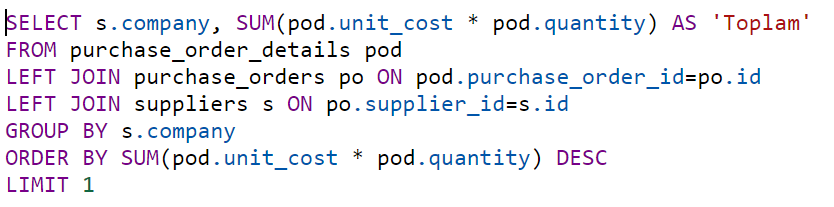 SELECT s.company, SUM(pod.unit_cost * pod.quantity) AS 'Toplam'
FROM purchase_order_details pod
LEFT JOIN purchase_orders po ON pod.purchase_order_id=po.id
LEFT JOIN suppliers s ON po.supplier_id=s.id
GROUP BY s.company
ORDER BY SUM(pod.unit_cost * pod.quantity) DESC
LIMIT 1